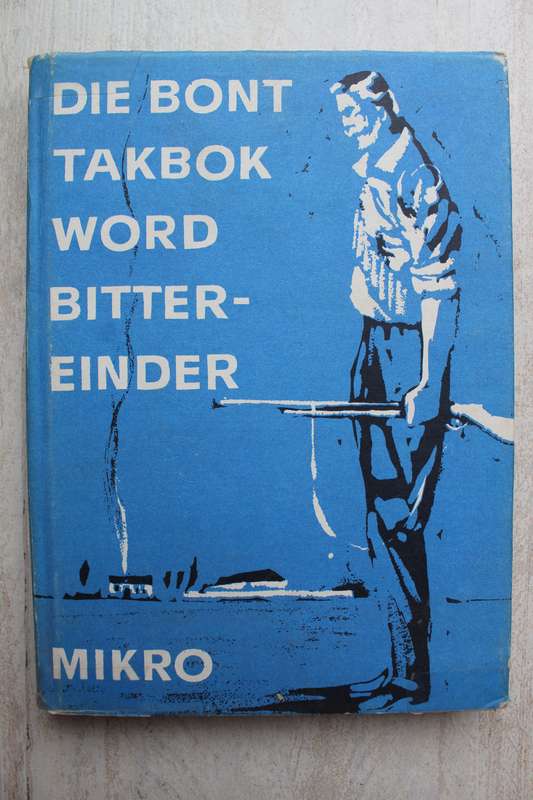 DIE BONT
TAKBOK
WORD
BITTER-
EINDER
MIKRO